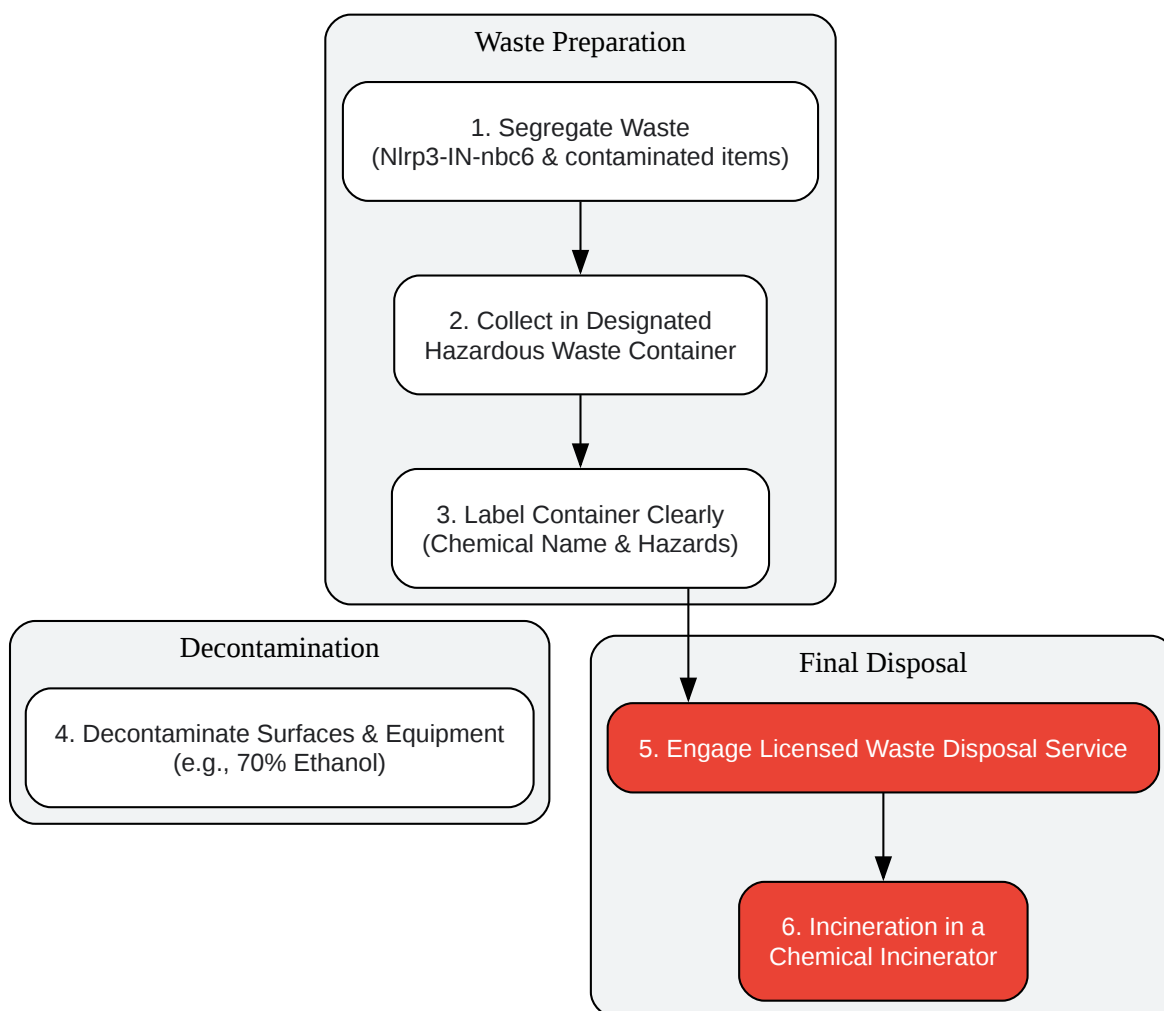 Waste Preparation
1. Segregate Waste
(Nlrp3-IN-nbc6 & contaminated items)
2. Collect in Designated
Hazardous Waste Container
3. Label Container Clearly
(Chemical Name & Hazards)
Decontamination
4. Decontaminate Surfaces & Equipment
(e.g., 70% Ethanol)
Final Disposal
5. Engage Licensed Waste Disposal Service
6. Incineration in a
Chemical Incinerator